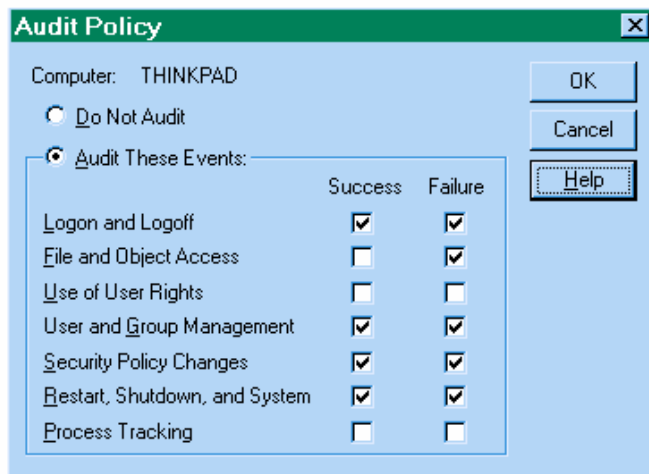 Audit Policy
Computer: THINKPAD
OK
Do Not Audit
Cancel
Audit These Events:
Help
Success Failure
Logon and Logoff
File and Object Access
Use of User Rights
User and Group Management
Security Policy Changes
Restart, Shutdown, and System
Process Tracking